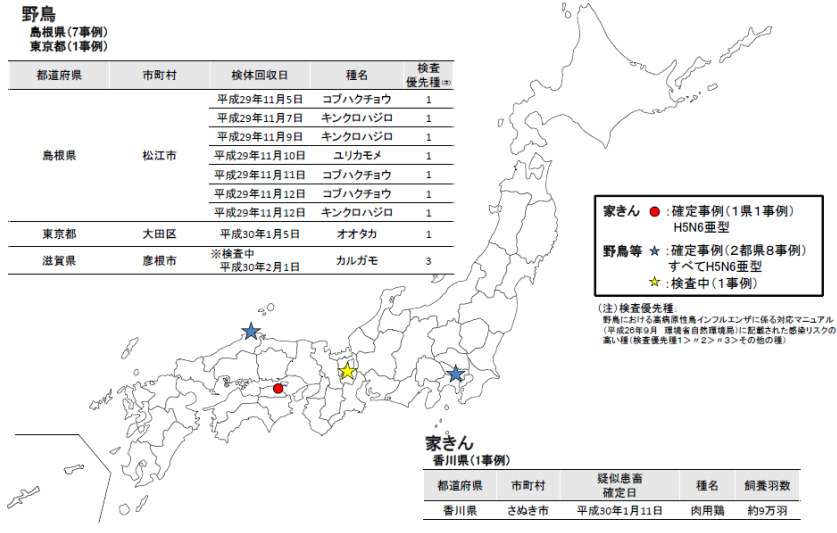 野鳥
島根県(7事例)
東京都(1事例)
都道府県 市町村 検体回収日 種名 検査優先種(注)
島根県 松江市 平成29年11月5日 コブハクチョウ 1
平成29年11月7日 キンクロハジロ 1
平成29年11月9日 キンクロハジロ 1
平成29年11月10日 ユリカモメ 1
平成29年11月11日 コブハクチョウ 1
平成29年11月12日 コブハクチョウ 1
平成29年11月12日 キンクロハジロ 1
東京都 大田区 平成30年1月5日 オオタカ 1
滋賀県 彦根市 ※検査中 平成30年2月1日 カルガモ 3
家きん ●:確定事例(1県1事例)
H5N6亜型
野鳥等 ★:確定事例(2都県8事例)
すべてH5N6亜型
★:検査中(1事例)
(注)検査優先種:
野鳥における高病原性鳥インフルエンザに係る対応マニュアル
(平成26年9月 環境省自然環境局)に記載された感染リスクの
高い種(検査優先種1>〃2>〃3>その他の種)
家きん
香川県(1事例)
都道府県 市町村 疑似患畜確定日 種名 飼養羽数
香川県 さぬき市 平成30年1月11日 肉用鶏 約9万羽